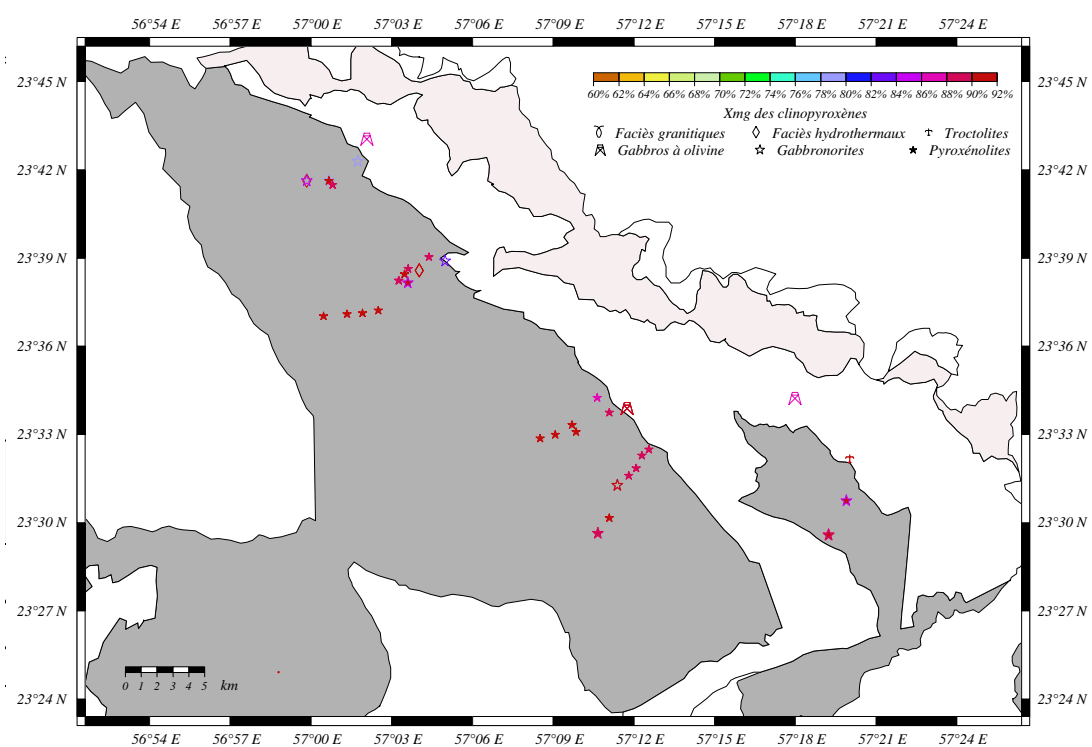 56°54 E 56°57 E 57°00 E 57°03 E 57°06 E 57°09 E 57°12 E 57°15 E 57°18 E 57°21 E 57°24 E
23°45 N 23°45 N
60% 62% 64% 66% 68% 70% 72% 74% 76% 78% 80% 82% 84% 86% 88% 90% 92%
Xmg des clinopyroxènes
Faciès granitiques Faciès hydrothermaux Troctolites
Gabbros à olivine Gabbronorites Pyroxénolites
23°42 N 23°42 N
23°39 N 23°39 N
23°36 N 23°36 N
23°33 N 23°33 N
23°30 N 23°30 N
23°27 N 23°27 N
0 1 2 3 4 5 km
23°24 N 23°24 N
56°54 E 56°57 E 57°00 E 57°03 E 57°06 E 57°09 E 57°12 E 57°15 E 57°18 E 57°21 E 57°24 E